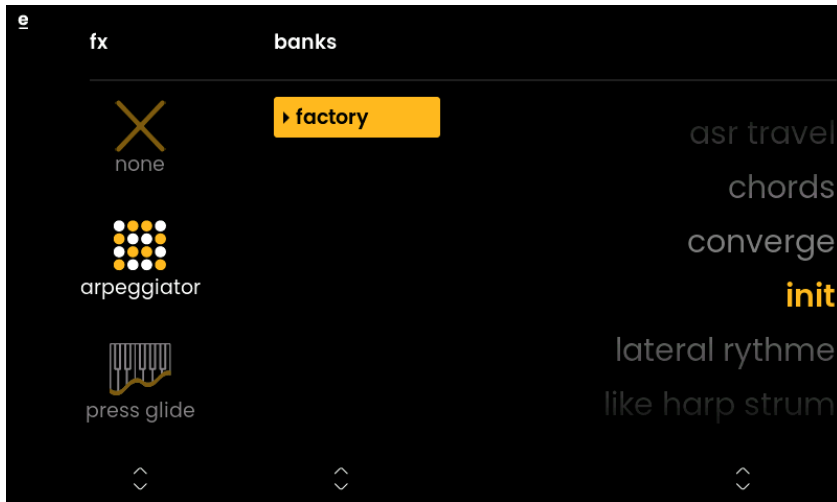 e
fx
banks
none
arpeggiator
press glide
factory
asr travel
chords
converge
init
lateral rythme
like harp strum